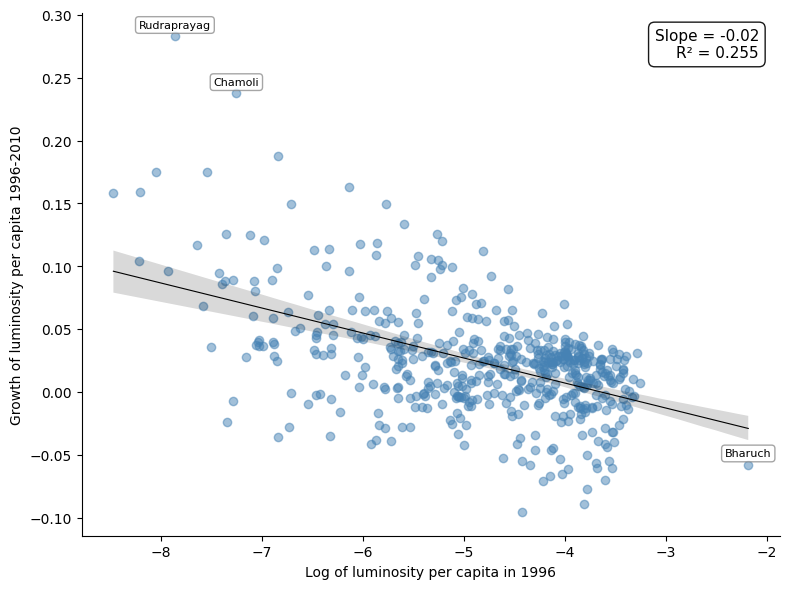 Rudraprayag
Chamoli
Slope = -0.02
R² = 0.255
Bharuch
0.30
0.25
0.20
0.15
0.10
0.05
0.00
−0.05
−0.10
Growth of luminosity per capita 1996-2010
−8
−7
−6
−5
−4
−3
−2
Log of luminosity per capita in 1996